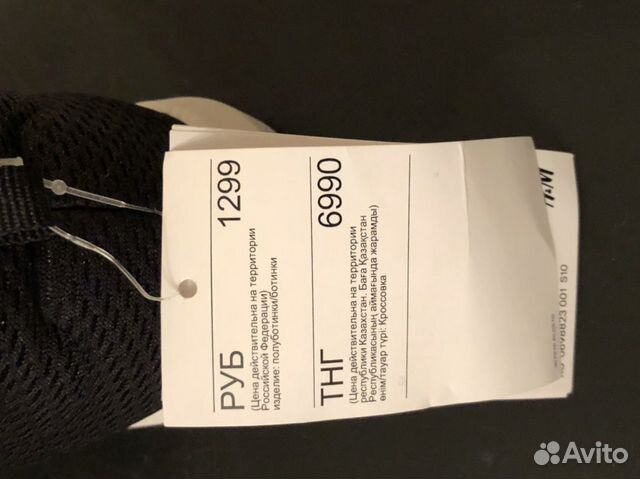 РУБ 1299
(Цена действительна на территории
Российской Федерации)
изделие: полуботинки/ботинки
ТНГ 6990
(Цена действительна на территории
республики Казахстан. Баға Қазақстан
Республикасының аймағында жарамды)
өнім/тауар түрі: Кроссовка
H&M
0698823 001 S10
Avito